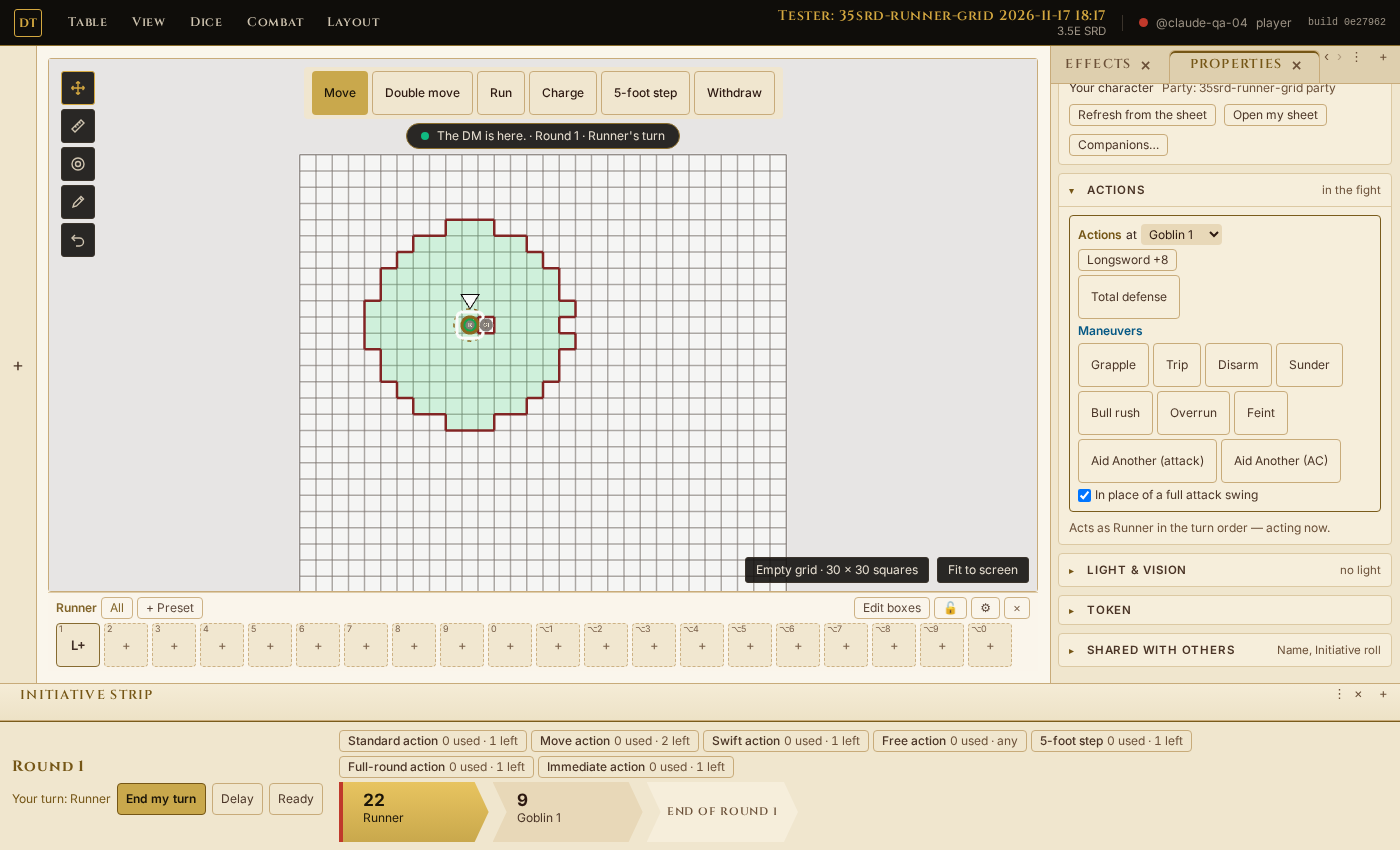 DT Table View Dice Combat Layout
Tester: 35srd-runner-grid 2026-11-17 18:17
3.5E SRD
@claude-qa-04 player build 0e27962
Move Double move Run Charge 5-foot step Withdraw
The DM is here. · Round 1 · Runner's turn
Empty grid · 30 × 30 squares Fit to screen
Runner All + Preset Edit boxes
1 2 3 4 5 6 7 8 9 0 ⌥1 ⌥2 ⌥3 ⌥4 ⌥5 ⌥6 ⌥7 ⌥8 ⌥9 ⌥0
L+ + + + + + + + + + + + + + + + + + + +
EFFECTS × PROPERTIES ×
Your character Party: 35srd-runner-grid party
Refresh from the sheet Open my sheet
Companions...
ACTIONS in the fight
Actions at Goblin 1
Longsword +8
Total defense
Maneuvers
Grapple Trip Disarm Sunder
Bull rush Overrun Feint
Aid Another (attack) Aid Another (AC)
In place of a full attack swing
Acts as Runner in the turn order — acting now.
LIGHT & VISION no light
TOKEN
SHARED WITH OTHERS Name, Initiative roll
INITIATIVE STRIP
ROUND 1
Your turn: Runner End my turn Delay Ready
Standard action 0 used · 1 left Move action 0 used · 2 left Swift action 0 used · 1 left Free action 0 used · any 5-foot step 0 used · 1 left
Full-round action 0 used · 1 left Immediate action 0 used · 1 left
22
Runner
9
Goblin 1
END OF ROUND 1